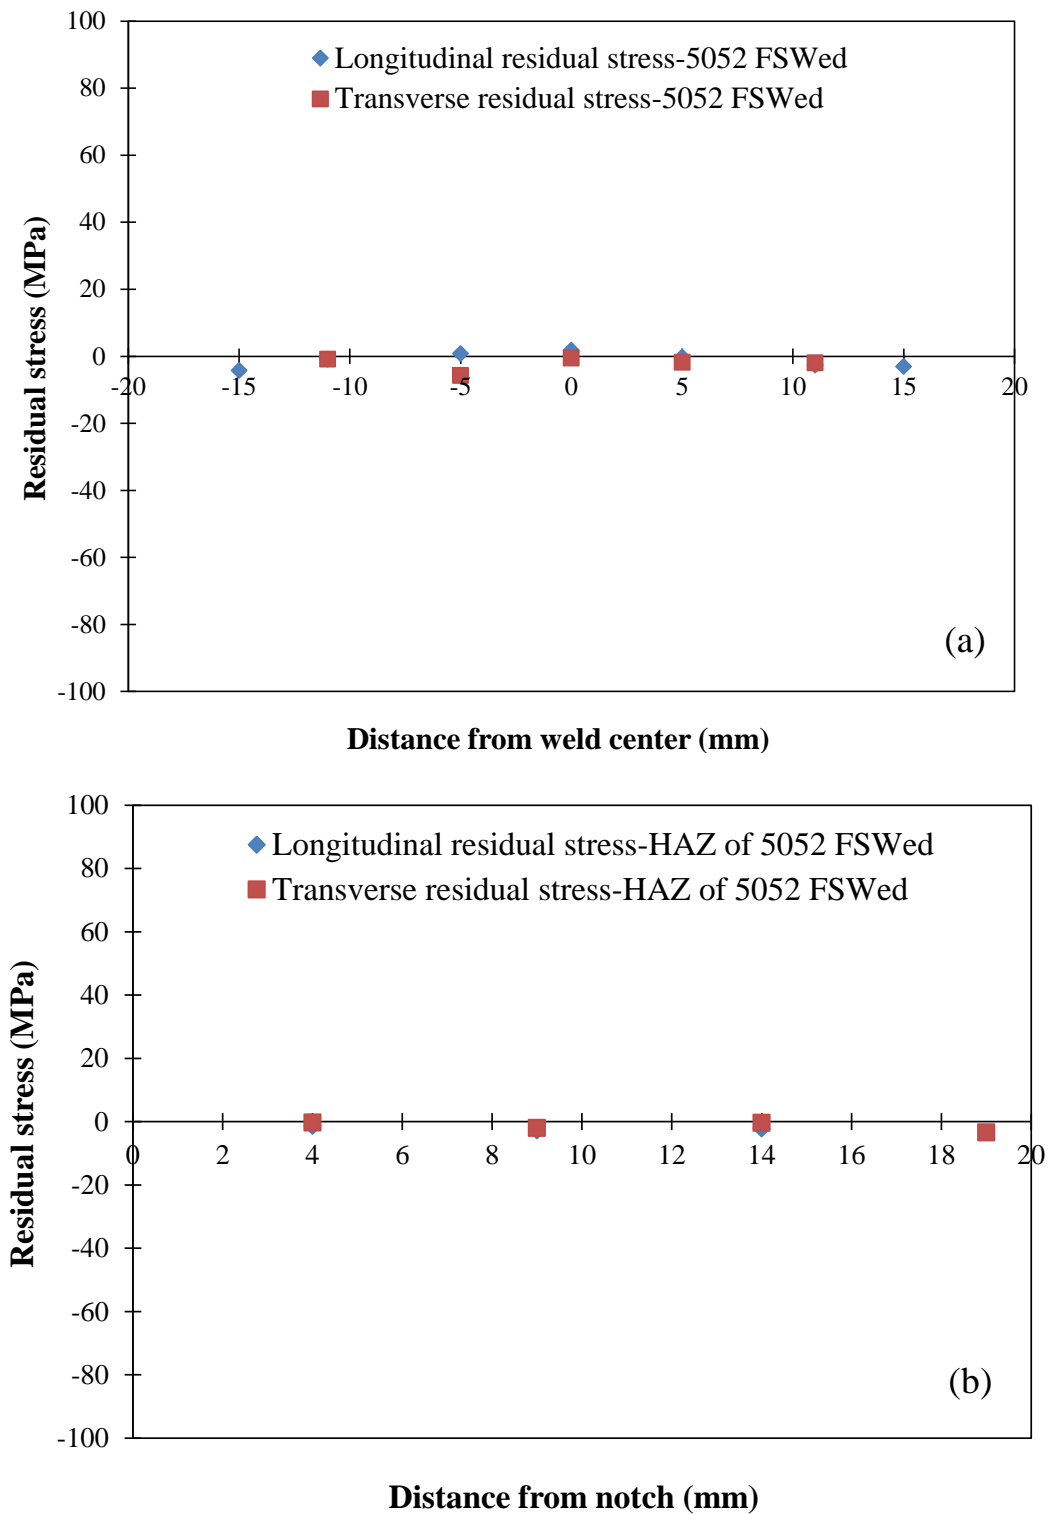 100
Longitudinal residual stress-5052 FSWed
80
Transverse residual stress-5052 FSWed
60
40
20
0
-20 -15 -10 -5 0 5 10 15 20
-20
-40
-60
-80
(a)
-100
Residual stress (MPa)
Distance from weld center (mm)
100
Longitudinal residual stress-HAZ of 5052 FSWed
80
Transverse residual stress-HAZ of 5052 FSWed
60
40
20
0
0 2 4 6 8 10 12 14 16 18 20
-20
-40
-60
-80
(b)
-100
Residual stress (MPa)
Distance from notch (mm)